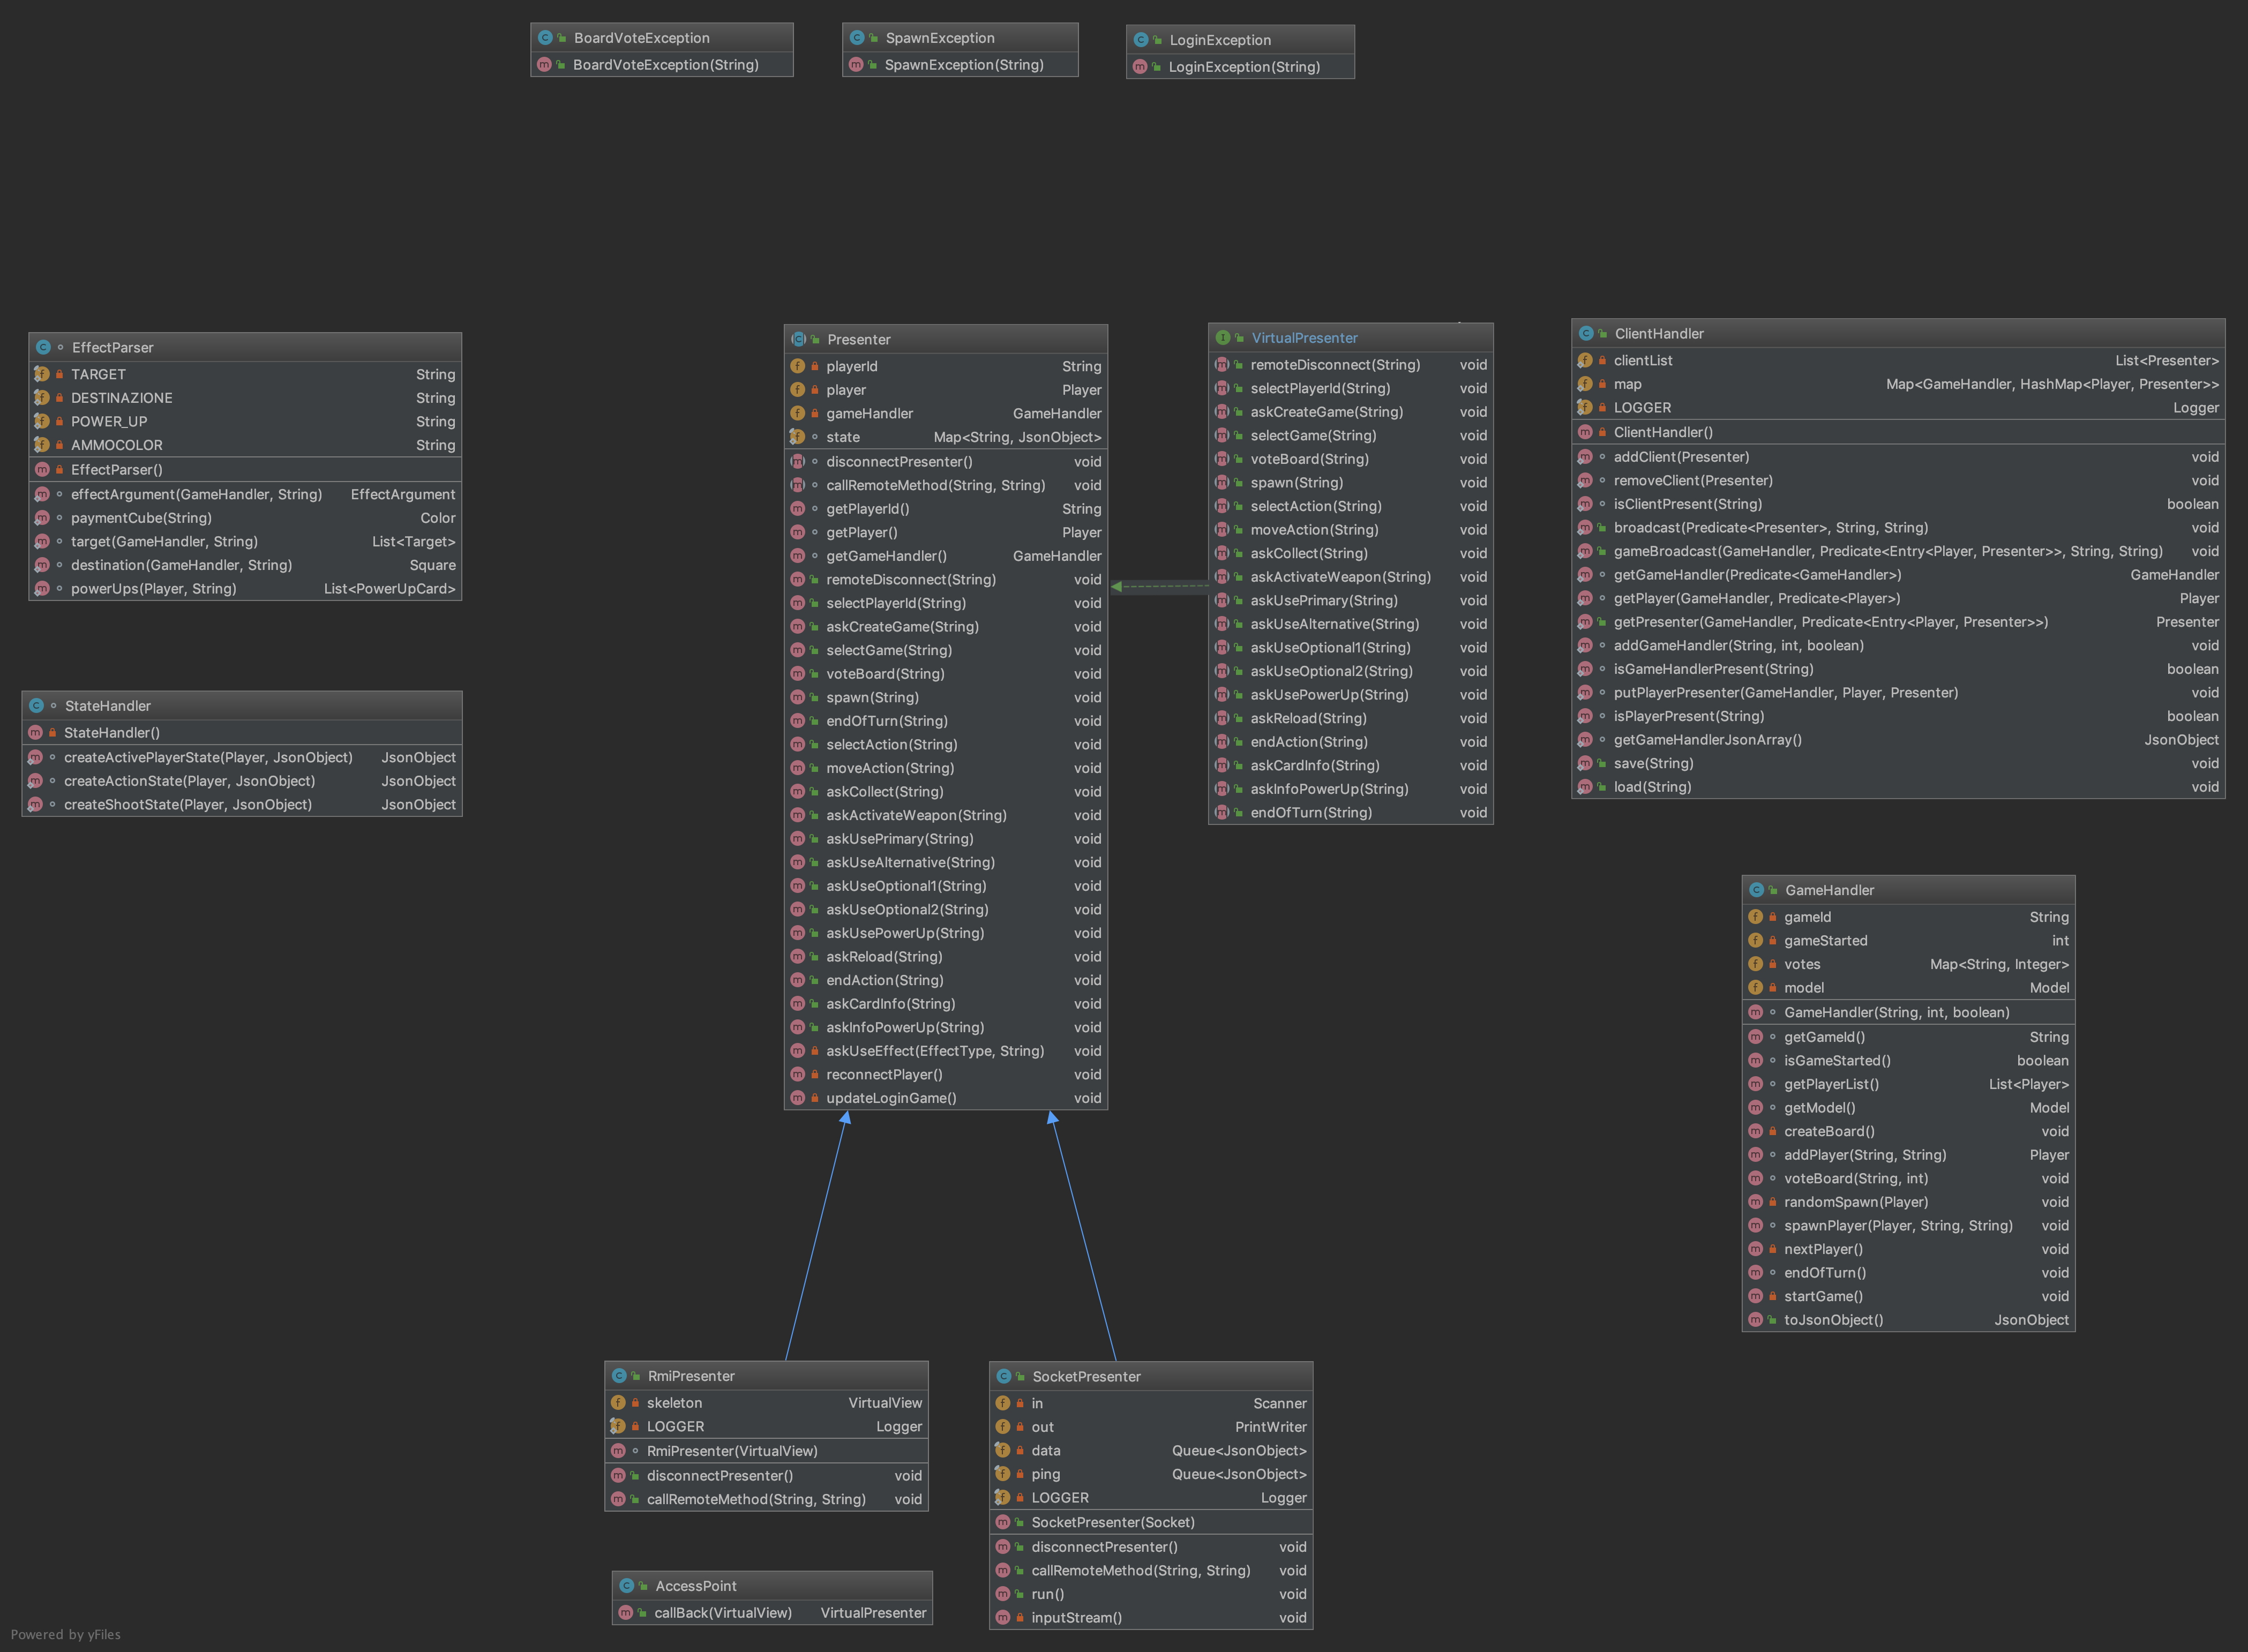 BoardVoteException
BoardVoteException(String)
SpawnException
SpawnException(String)
LoginException
LoginException(String)
EffectParser
TARGET String
DESTINAZIONE String
POWER_UP String
AMMOCOLOR String
EffectParser()
effectArgument(GameHandler, String) EffectArgument
paymentCube(String) Color
target(GameHandler, String) List<Target>
destination(GameHandler, String) Square
powerUps(Player, String) List<PowerUpCard>
StateHandler
StateHandler()
createActivePlayerState(Player, JsonObject) JsonObject
createActionState(Player, JsonObject) JsonObject
createShootState(Player, JsonObject) JsonObject
Presenter
playerId String
player Player
gameHandler GameHandler
state Map<String, JsonObject>
disconnectPresenter() void
callRemoteMethod(String, String) void
getPlayerId() String
getPlayer() Player
getGameHandler() GameHandler
remoteDisconnect(String) void
selectPlayerId(String) void
askCreateGame(String) void
selectGame(String) void
voteBoard(String) void
spawn(String) void
endOfTurn(String) void
selectAction(String) void
moveAction(String) void
askCollect(String) void
askActivateWeapon(String) void
askUsePrimary(String) void
askUseAlternative(String) void
askUseOptional1(String) void
askUseOptional2(String) void
askUsePowerUp(String) void
askReload(String) void
endAction(String) void
askCardInfo(String) void
askInfoPowerUp(String) void
askUseEffect(EffectType, String) void
reconnectPlayer() void
updateLoginGame() void
VirtualPresenter
remoteDisconnect(String) void
selectPlayerId(String) void
askCreateGame(String) void
selectGame(String) void
voteBoard(String) void
spawn(String) void
selectAction(String) void
moveAction(String) void
askCollect(String) void
askActivateWeapon(String) void
askUsePrimary(String) void
askUseAlternative(String) void
askUseOptional1(String) void
askUseOptional2(String) void
askUsePowerUp(String) void
askReload(String) void
endAction(String) void
askCardInfo(String) void
askInfoPowerUp(String) void
endOfTurn(String) void
ClientHandler
clientList List<Presenter>
map Map<GameHandler, HashMap<Player, Presenter>>
LOGGER Logger
ClientHandler()
addClient(Presenter) void
removeClient(Presenter) void
isClientPresent(String) boolean
broadcast(Predicate<Presenter>, String, String) void
gameBroadcast(GameHandler, Predicate<Entry<Player, Presenter>>, String, String) void
getGameHandler(Predicate<GameHandler>) GameHandler
getPlayer(GameHandler, Predicate<Player>) Player
getPresenter(GameHandler, Predicate<Entry<Player, Presenter>>) Presenter
addGameHandler(String, int, boolean) void
isGameHandlerPresent(String) boolean
putPlayerPresenter(GameHandler, Player, Presenter) void
isPlayerPresent(String) boolean
getGameHandlerJsonArray() JsonObject
save(String) void
load(String) void
GameHandler
gameId String
gameStarted int
votes Map<String, Integer>
model Model
GameHandler(String, int, boolean)
getGameId() String
isGameStarted() boolean
getPlayerList() List<Player>
getModel() Model
createBoard() void
addPlayer(String, String) Player
voteBoard(String, int) void
randomSpawn(Player) void
spawnPlayer(Player, String, String) void
nextPlayer() void
endOfTurn() void
startGame() void
toJsonObject() JsonObject
RmiPresenter
skeleton VirtualView
LOGGER Logger
RmiPresenter(VirtualView)
disconnectPresenter() void
callRemoteMethod(String, String) void
SocketPresenter
in Scanner
out PrintWriter
data Queue<JsonObject>
ping Queue<JsonObject>
LOGGER Logger
SocketPresenter(Socket)
disconnectPresenter() void
callRemoteMethod(String, String) void
run() void
inputStream() void
AccessPoint
callBack(VirtualView) VirtualPresenter
Powered by yFiles